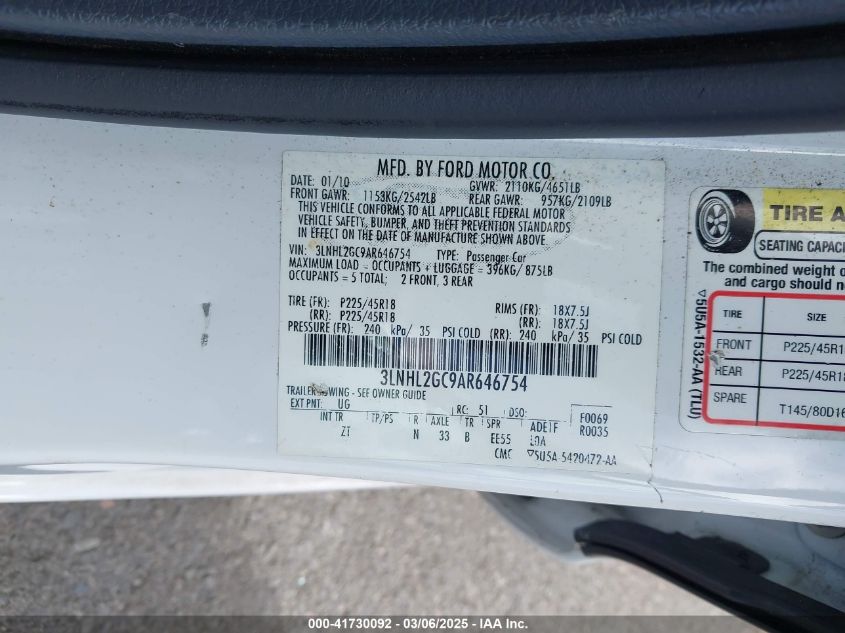 MFD. BY FORD MOTOR CO.
DATE: 01/10 GVWR: 2110KG/4651LB
FRONT GAWR: 1153KG/2542LB REAR GAWR: 957KG/2109LB
THIS VEHICLE CONFORMS TO ALL APPLICABLE FEDERAL MOTOR
VEHICLE SAFETY, BUMPER, AND THEFT PREVENTION STANDARDS
IN EFFECT ON THE DATE OF MANUFACTURE SHOWN ABOVE.
VIN: 3LNHL2GC9AR646754 TYPE: Passenger Car
MAXIMUM LOAD = OCCUPANTS + LUGGAGE = 396KG/ 875LB
OCCUPANTS = 5 TOTAL; 2 FRONT, 3 REAR
TIRE (FR): P225/45R18 RIMS (FR): 18X7.5J
(RR): P225/45R18 (RR): 18X7.5J
PRESSURE (FR): 240 kPa/ 35 PSI COLD (RR): 240 kPa/ 35 PSI COLD
3LNHL2GC9AR646754
TRAILER TOWING - SEE OWNER GUIDE
EXT PNT: UG RC: 51 DSO: F0069
INT TR TP/PS R AXLE TR SPR ADETF R0035
ZT N 33 B EE55
CMC ▽5U5A-5420472-AA
TIRE A
SEATING CAPACI
The combined weight o
and cargo should n
▽5U5A-1532-AA (TLU)
TIRE SIZE
FRONT P225/45R1
REAR P225/45R18
SPARE T145/80D16
000-41730092 - 03/06/2025 - IAA Inc.